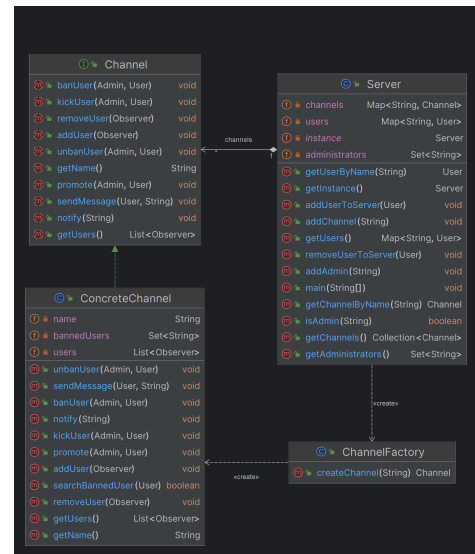 Channel
banUser(Admin, User) void
kickUser(Admin, User) void
removeUser(Observer) void
addUser(Observer) void
unbanUser(Admin, User) void
getName() String
promote(Admin, User) void
sendMessage(User, String) void
notify(String) void
getUsers() List<Observer>
channels
*
1
Server
channels Map<String, Channel>
users Map<String, User>
instance Server
administrators Set<String>
getUserByName(String) User
getInstance() Server
addUserToServer(User) void
addChannel(String) void
getUsers() Map<String, User>
removeUserToServer(User) void
addAdmin(String) void
main(String[]) void
getChannelByName(String) Channel
isAdmin(String) boolean
getChannels() Collection<Channel>
getAdministrators() Set<String>
ConcreteChannel
name String
bannedUsers Set<String>
users List<Observer>
unbanUser(Admin, User) void
sendMessage(User, String) void
banUser(Admin, User) void
notify(String) void
kickUser(Admin, User) void
promote(Admin, User) void
addUser(Observer) void
searchBannedUser(User) boolean
removeUser(Observer) void
getUsers() List<Observer>
getName() String
«create»
ChannelFactory
createChannel(String) Channel
«create»